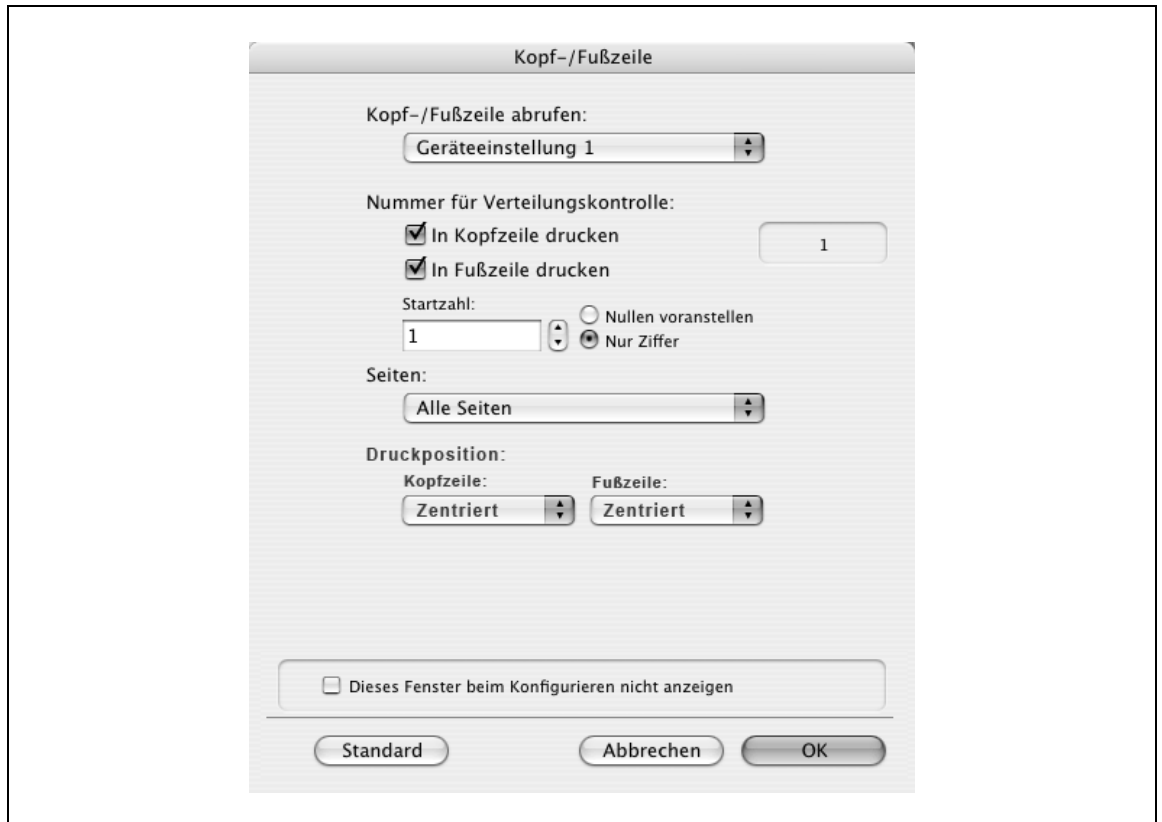 Kopf-/Fußzeile
Kopf-/Fußzeile abrufen:
Geräteeinstellung 1
Nummer für Verteilungskontrolle:
In Kopfzeile drucken
1
In Fußzeile drucken
Startzahl:
1
Nullen voranstellen
Nur Ziffer
Seiten:
Alle Seiten
Druckposition:
Kopfzeile: Fußzeile:
Zentriert Zentriert
Dieses Fenster beim Konfigurieren nicht anzeigen
Standard Abbrechen OK